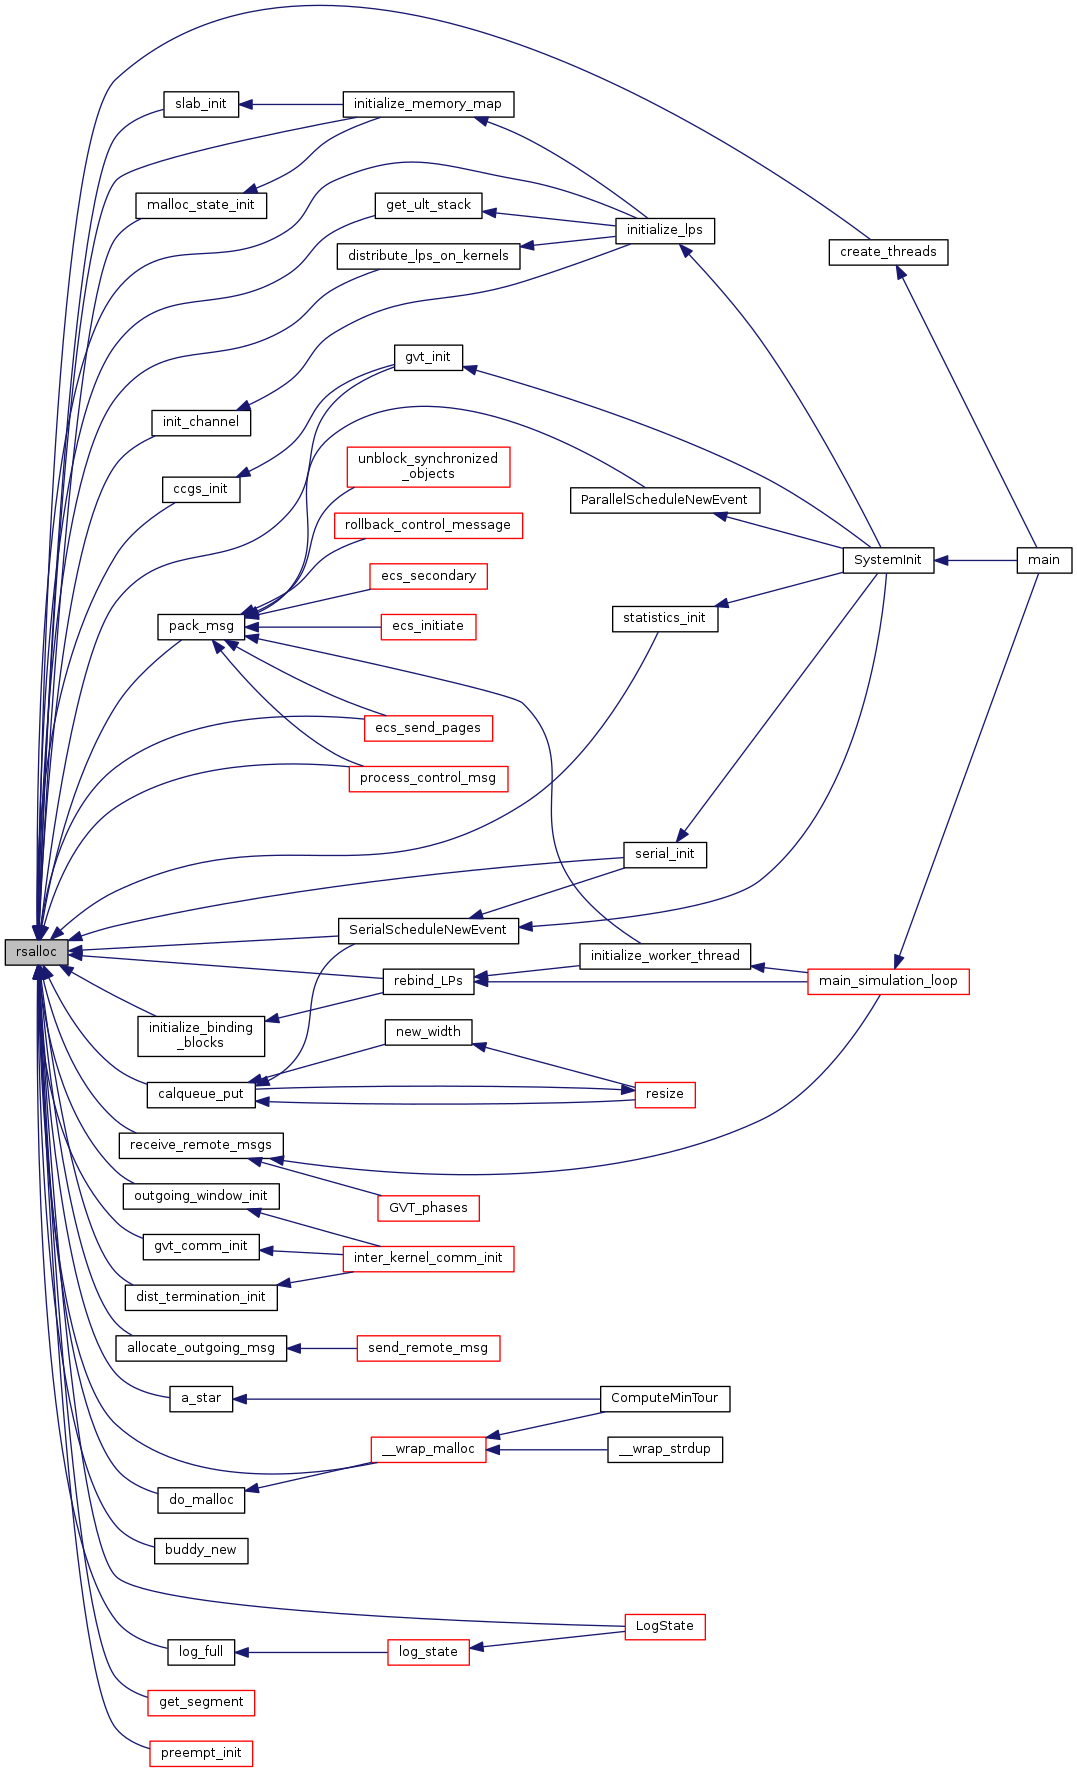 slab_init
initialize_memory_map
malloc_state_init
get_ult_stack
initialize_lps
create_threads
distribute_lps_on_kernels
gvt_init
init_channel
unblock_synchronized
_objects
ccgs_init
ParallelScheduleNewEvent
rollback_control_message
SystemInit
main
ecs_secondary
statistics_init
pack_msg
ecs_initiate
ecs_send_pages
process_control_msg
serial_init
SerialScheduleNewEvent
rsalloc
initialize_worker_thread
rebind_LPs
main_simulation_loop
initialize_binding
_blocks
new_width
calqueue_put
resize
receive_remote_msgs
outgoing_window_init
GVT_phases
gvt_comm_init
inter_kernel_comm_init
dist_termination_init
allocate_outgoing_msg
send_remote_msg
a_star
ComputeMinTour
__wrap_malloc
__wrap_strdup
do_malloc
buddy_new
LogState
log_full
log_state
get_segment
preempt_init